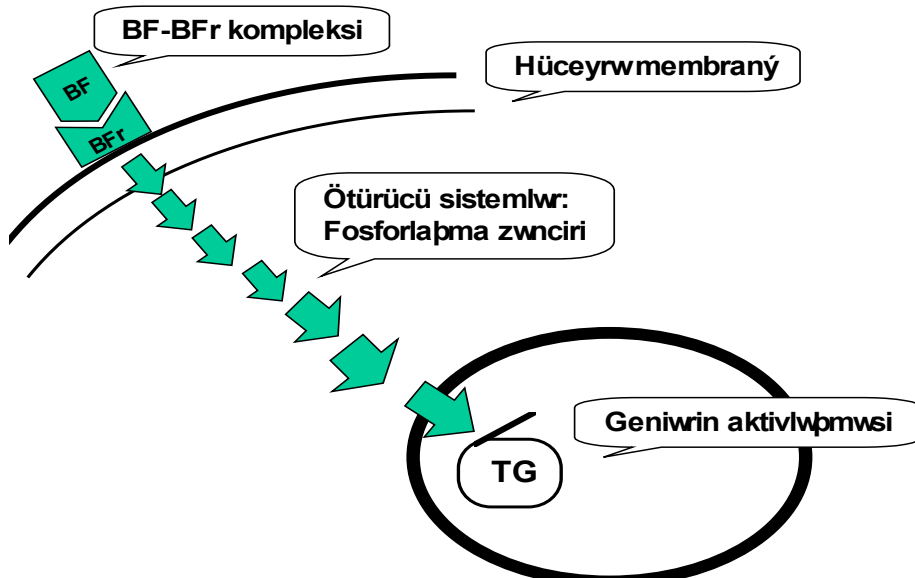 BF-BFr kompleksi
BF
BFr
Hüceyrwmembraný
Ötürücü sistemlwr:
Fosforlaþma zwnciri
Geniwrin aktivlwþmwsi
TG